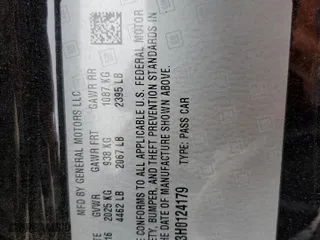 MFD BY GENERAL MOTORS LLC
GVWR GAWR FRT GAWR RR
2025 KG 938 KG 1087 KG
4462 LB 2067 LB 2395 LB
CONFORMS TO ALL APPLICABLE U.S. FEDERAL MOTOR
SAFETY, BUMPER, AND THEFT PREVENTION STANDARDS IN
DATE OF MANUFACTURE SHOWN ABOVE.
3H0124179 TYPE: PASS CAR